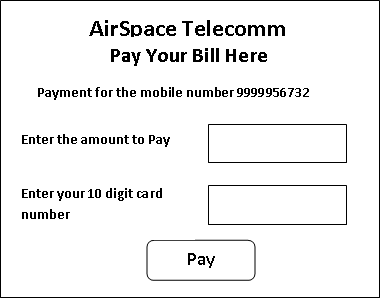 AirSpace Telecomm
Pay Your Bill Here
Payment for the mobile number 9999956732
Enter the amount to Pay
Enter your 10 digit card
number
Pay